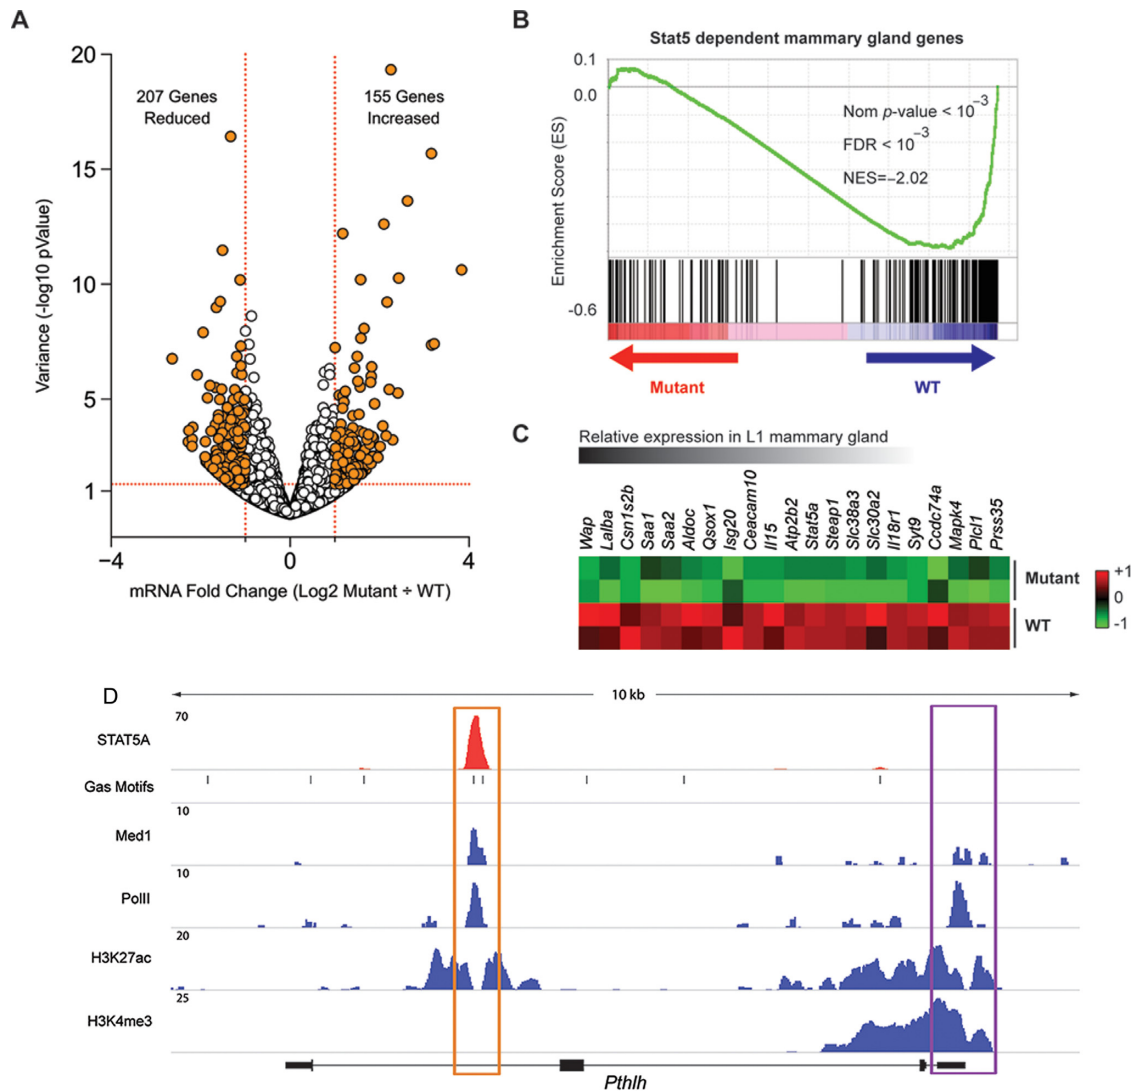 A
20
15
10
5
1
−4
0
4
Variance (-log10 pValue)
207 Genes
Reduced
155 Genes
Increased
mRNA Fold Change (Log2 Mutant ÷ WT)
B
Stat5 dependent mammary gland genes
0.1
0.0
-0.6
Enrichment Score (ES)
Nom p-value < 10⁻³
FDR < 10⁻³
NES=−2.02
Mutant
WT
C
Relative expression in L1 mammary gland
Wap
Lalba
Csn1s2b
Saa1
Saa2
Aldoc
Qsox1
Isg20
Ceacam10
Il15
Atp2b2
Stat5a
Steap1
Slc38a3
Slc30a2
Il18r1
Syt9
Ccdc74a
Mapk4
Plcl1
Prss35
Mutant
WT
+1
0
-1
D
10 kb
70
STAT5A
Gas Motifs
10
Med1
10
PolII
20
H3K27ac
25
H3K4me3
Pthlh